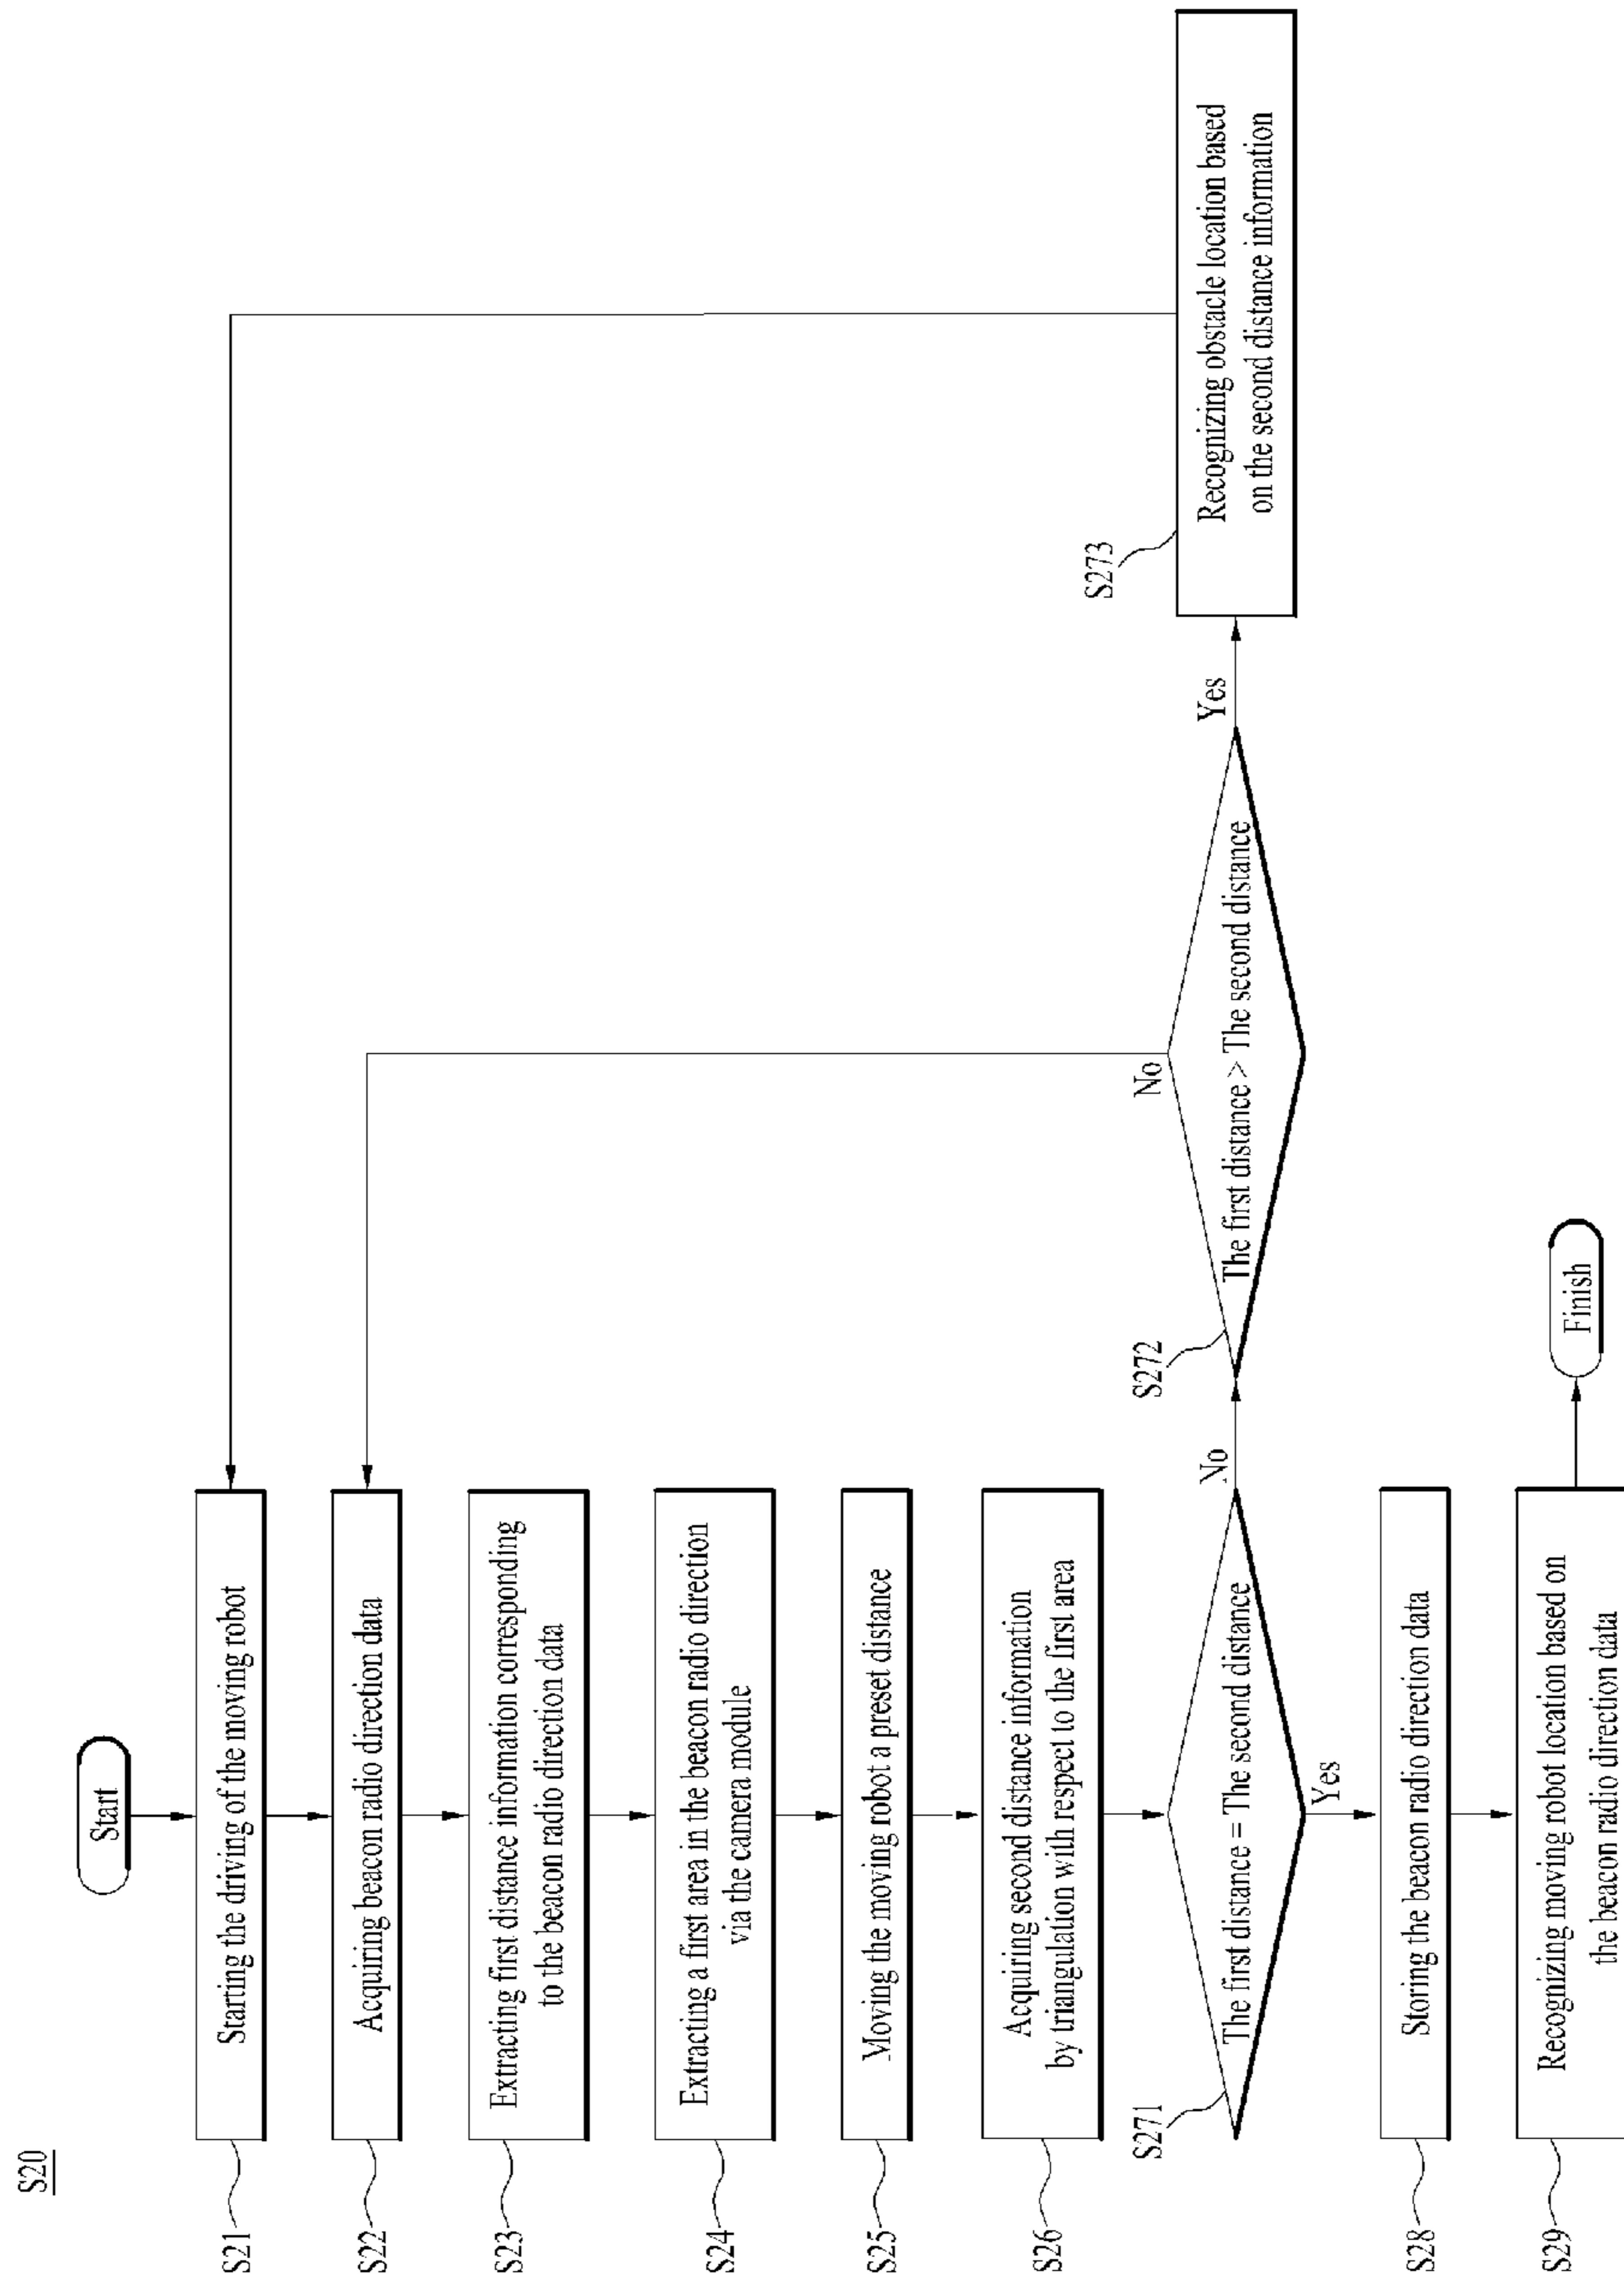 S20
Start
S21
Starting the driving of the moving robot
S22
Acquiring beacon radio direction data
S23
Extracting first distance information corresponding
to the beacon radio direction data
S24
Extracting a first area in the beacon radio direction
via the camera module
S25
Moving the moving robot a preset distance
S26
Acquiring second distance information
by triangulation with respect to the first area
S271
The first distance = The second distance
No
Yes
S272
The first distance > The second distance
No
Yes
S273
Recognizing obstacle location based
on the second distance information
S28
Storing the beacon radio direction data
S29
Recognizing moving robot location based on
the beacon radio direction data
Finish